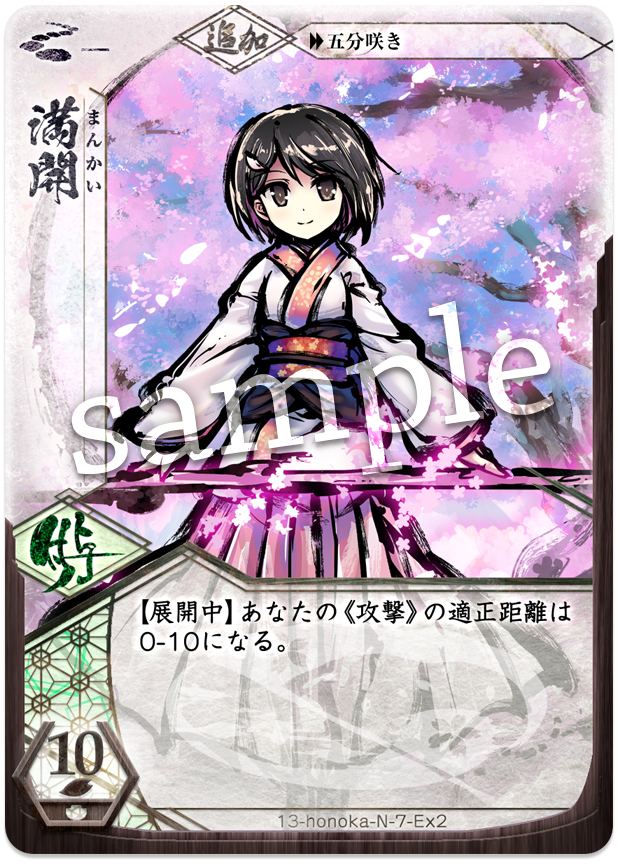 追加
▶▶五分咲き
満開
まんかい
sample
付与
【展開中】あなたの《攻撃》の適正距離は
0-10になる。
10
13-honoka-N-7-Ex2